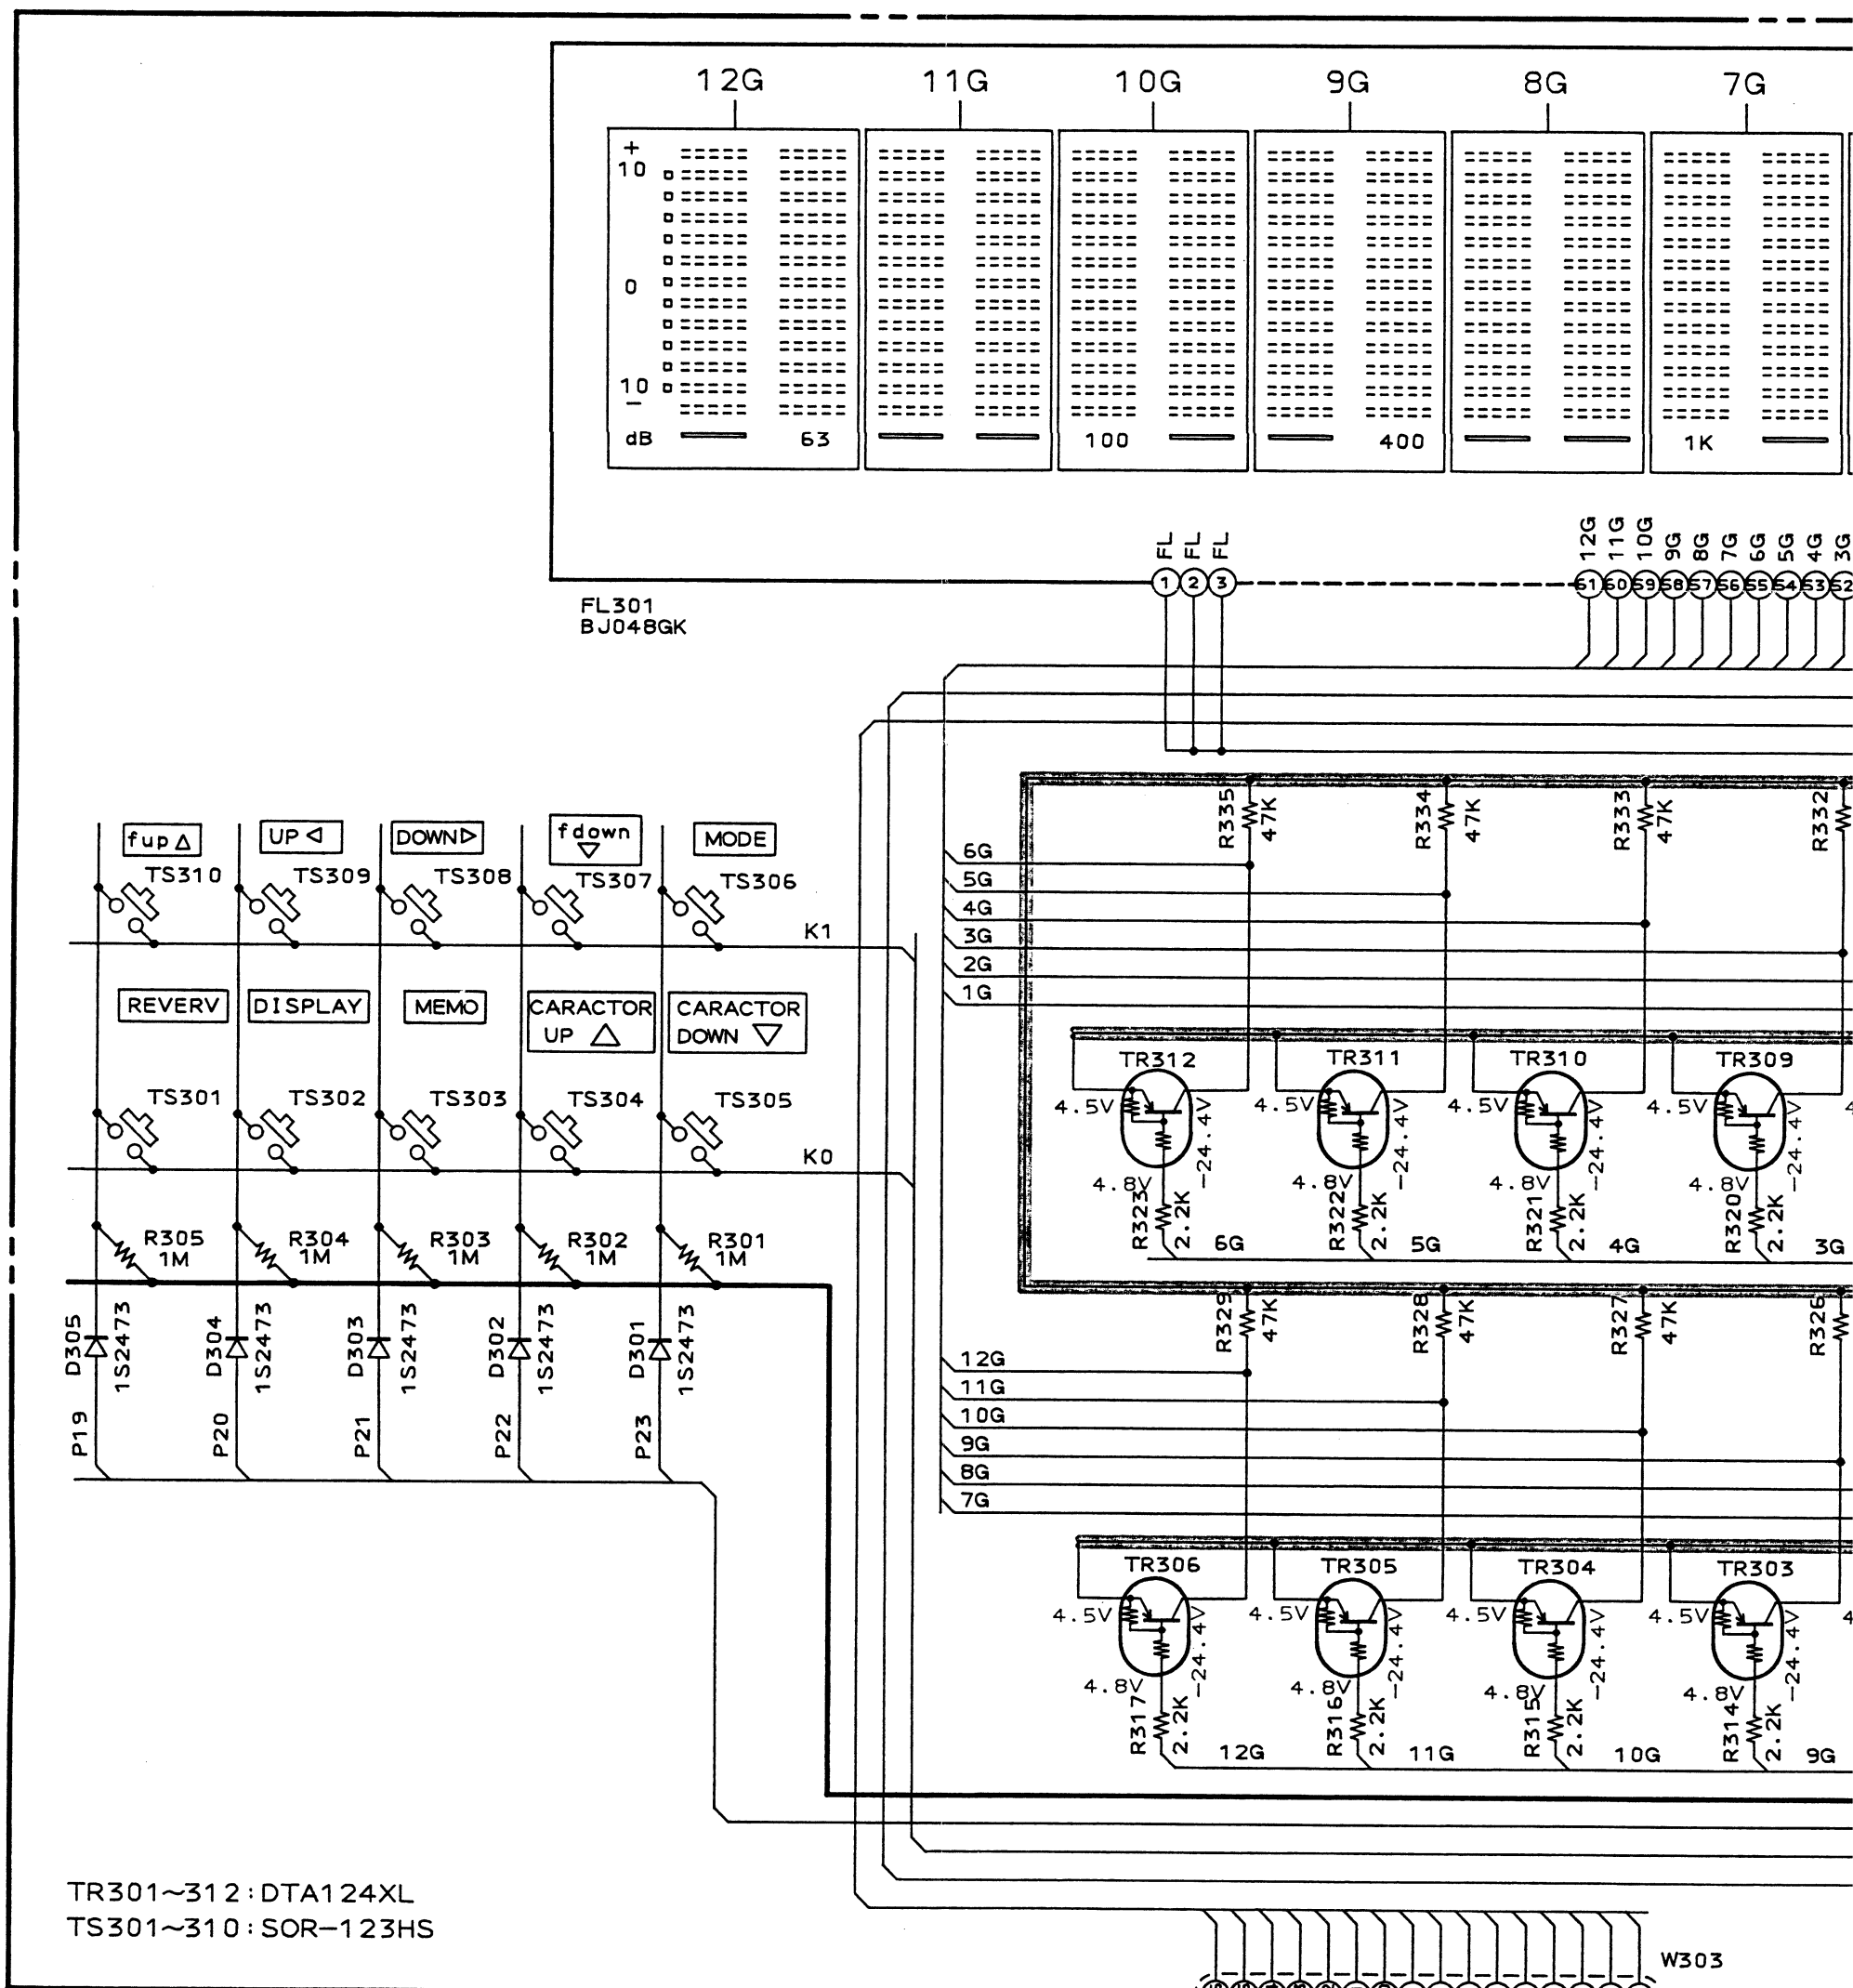 12G 11G 10G 9G 8G 7G
+
10
0
10
−
dB 63 100 400 1K
FL FL FL 12G 11G 10G 9G 8G 7G 6G 5G 4G 3G
1 2 3 61 60 59 58 57 56 55 54 53 52
FL301
BJ048GK
R335 47K R334 47K R333 47K R332
fup △ UP ◁ DOWN ▷ fdown ▽ MODE
TS310 TS309 TS308 TS307 TS306
6G
5G
4G
3G
2G
1G
K1
REVERV DISPLAY MEMO CARACTOR UP △ CARACTOR DOWN ▽
TR312 TR311 TR310 TR309
TS301 TS302 TS303 TS304 TS305
4.5V 4.5V 4.5V 4.5V
-24.4V -24.4V -24.4V -24.4V
K0
4.8V 4.8V 4.8V 4.8V
R323 2.2K R322 2.2K R321 2.2K R320 2.2K
6G 5G 4G 3G
R305 1M R304 1M R303 1M R302 1M R301 1M
R329 47K R328 47K R327 47K R326
D305 1S2473 D304 1S2473 D303 1S2473 D302 1S2473 D301 1S2473
12G
11G
10G
9G
8G
7G
P19 P20 P21 P22 P23
TR306 TR305 TR304 TR303
4.5V 4.5V 4.5V 4.5V
-24.4V -24.4V -24.4V -24.4V
4.8V 4.8V 4.8V 4.8V
R317 2.2K R316 2.2K R315 2.2K R314 2.2K
12G 11G 10G 9G
TR301~312:DTA124XL
TS301~310:SOR-123HS
W303